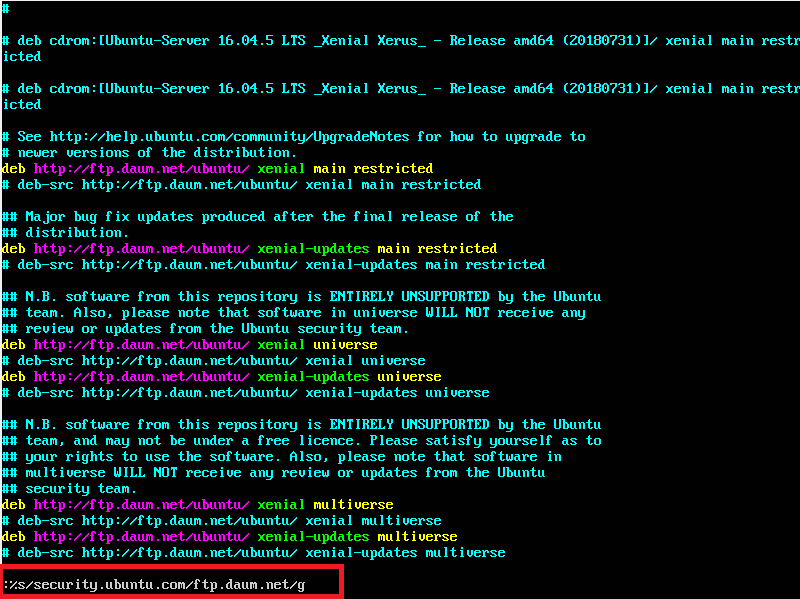 #
# deb cdrom:[Ubuntu-Server 16.04.5 LTS _Xenial Xerus_ - Release amd64 (20180731)]/ xenial main restr
icted
# deb cdrom:[Ubuntu-Server 16.04.5 LTS _Xenial Xerus_ - Release amd64 (20180731)]/ xenial main restr
icted
# See http://help.ubuntu.com/community/UpgradeNotes for how to upgrade to
# newer versions of the distribution.
deb http://ftp.daum.net/ubuntu/ xenial main restricted
# deb-src http://ftp.daum.net/ubuntu/ xenial main restricted
## Major bug fix updates produced after the final release of the
## distribution.
deb http://ftp.daum.net/ubuntu/ xenial-updates main restricted
# deb-src http://ftp.daum.net/ubuntu/ xenial-updates main restricted
## N.B. software from this repository is ENTIRELY UNSUPPORTED by the Ubuntu
## team. Also, please note that software in universe WILL NOT receive any
## review or updates from the Ubuntu security team.
deb http://ftp.daum.net/ubuntu/ xenial universe
# deb-src http://ftp.daum.net/ubuntu/ xenial universe
deb http://ftp.daum.net/ubuntu/ xenial-updates universe
# deb-src http://ftp.daum.net/ubuntu/ xenial-updates universe
## N.B. software from this repository is ENTIRELY UNSUPPORTED by the Ubuntu
## team, and may not be under a free licence. Please satisfy yourself as to
## your rights to use the software. Also, please note that software in
## multiverse WILL NOT receive any review or updates from the Ubuntu
## security team.
deb http://ftp.daum.net/ubuntu/ xenial multiverse
# deb-src http://ftp.daum.net/ubuntu/ xenial multiverse
deb http://ftp.daum.net/ubuntu/ xenial-updates multiverse
# deb-src http://ftp.daum.net/ubuntu/ xenial-updates multiverse
:%s/security.ubuntu.com/ftp.daum.net/g